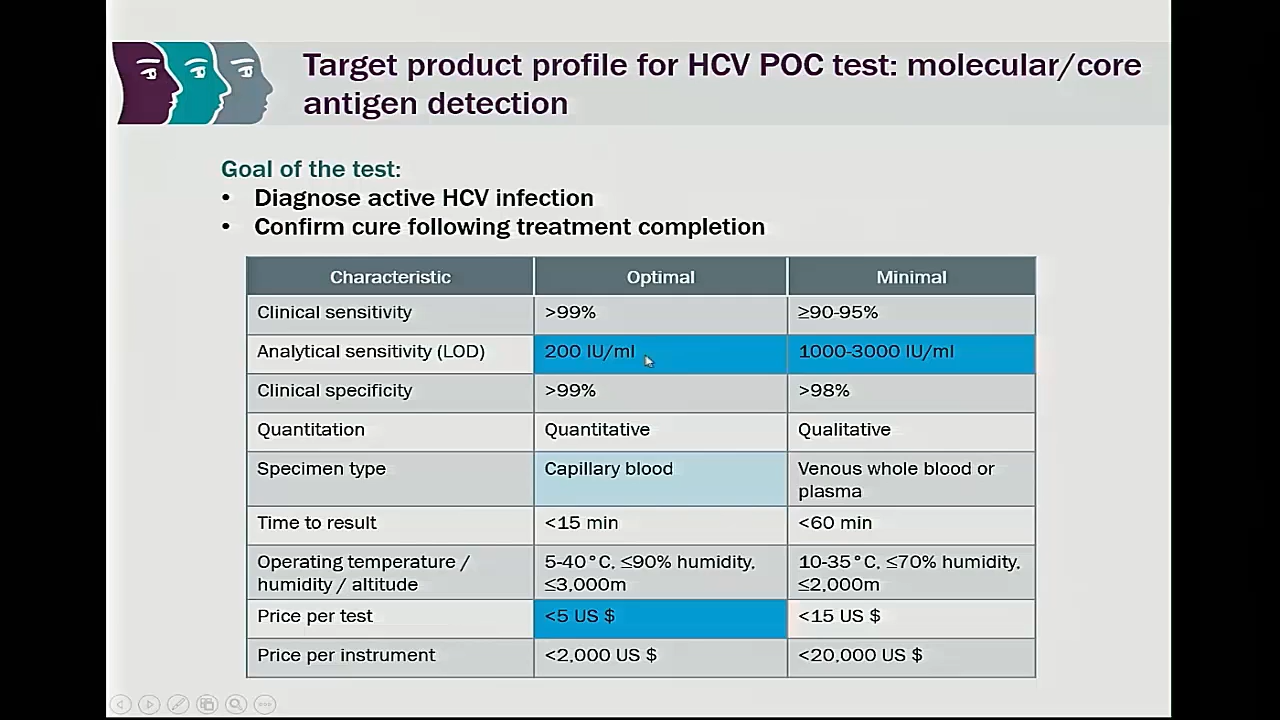 Target product profile for HCV POC test: molecular/core
antigen detection
Goal of the test:
• Diagnose active HCV infection
• Confirm cure following treatment completion
Characteristic Optimal Minimal
Clinical sensitivity >99% ≥90-95%
Analytical sensitivity (LOD) 200 IU/ml 1000-3000 IU/ml
Clinical specificity >99% >98%
Quantitation Quantitative Qualitative
Specimen type Capillary blood Venous whole blood or
plasma
Time to result <15 min <60 min
Operating temperature / 5-40°C, ≤90% humidity, 10-35°C, ≤70% humidity,
humidity / altitude ≤3,000m ≤2,000m
Price per test <5 US $ <15 US $
Price per instrument <2,000 US $ <20,000 US $